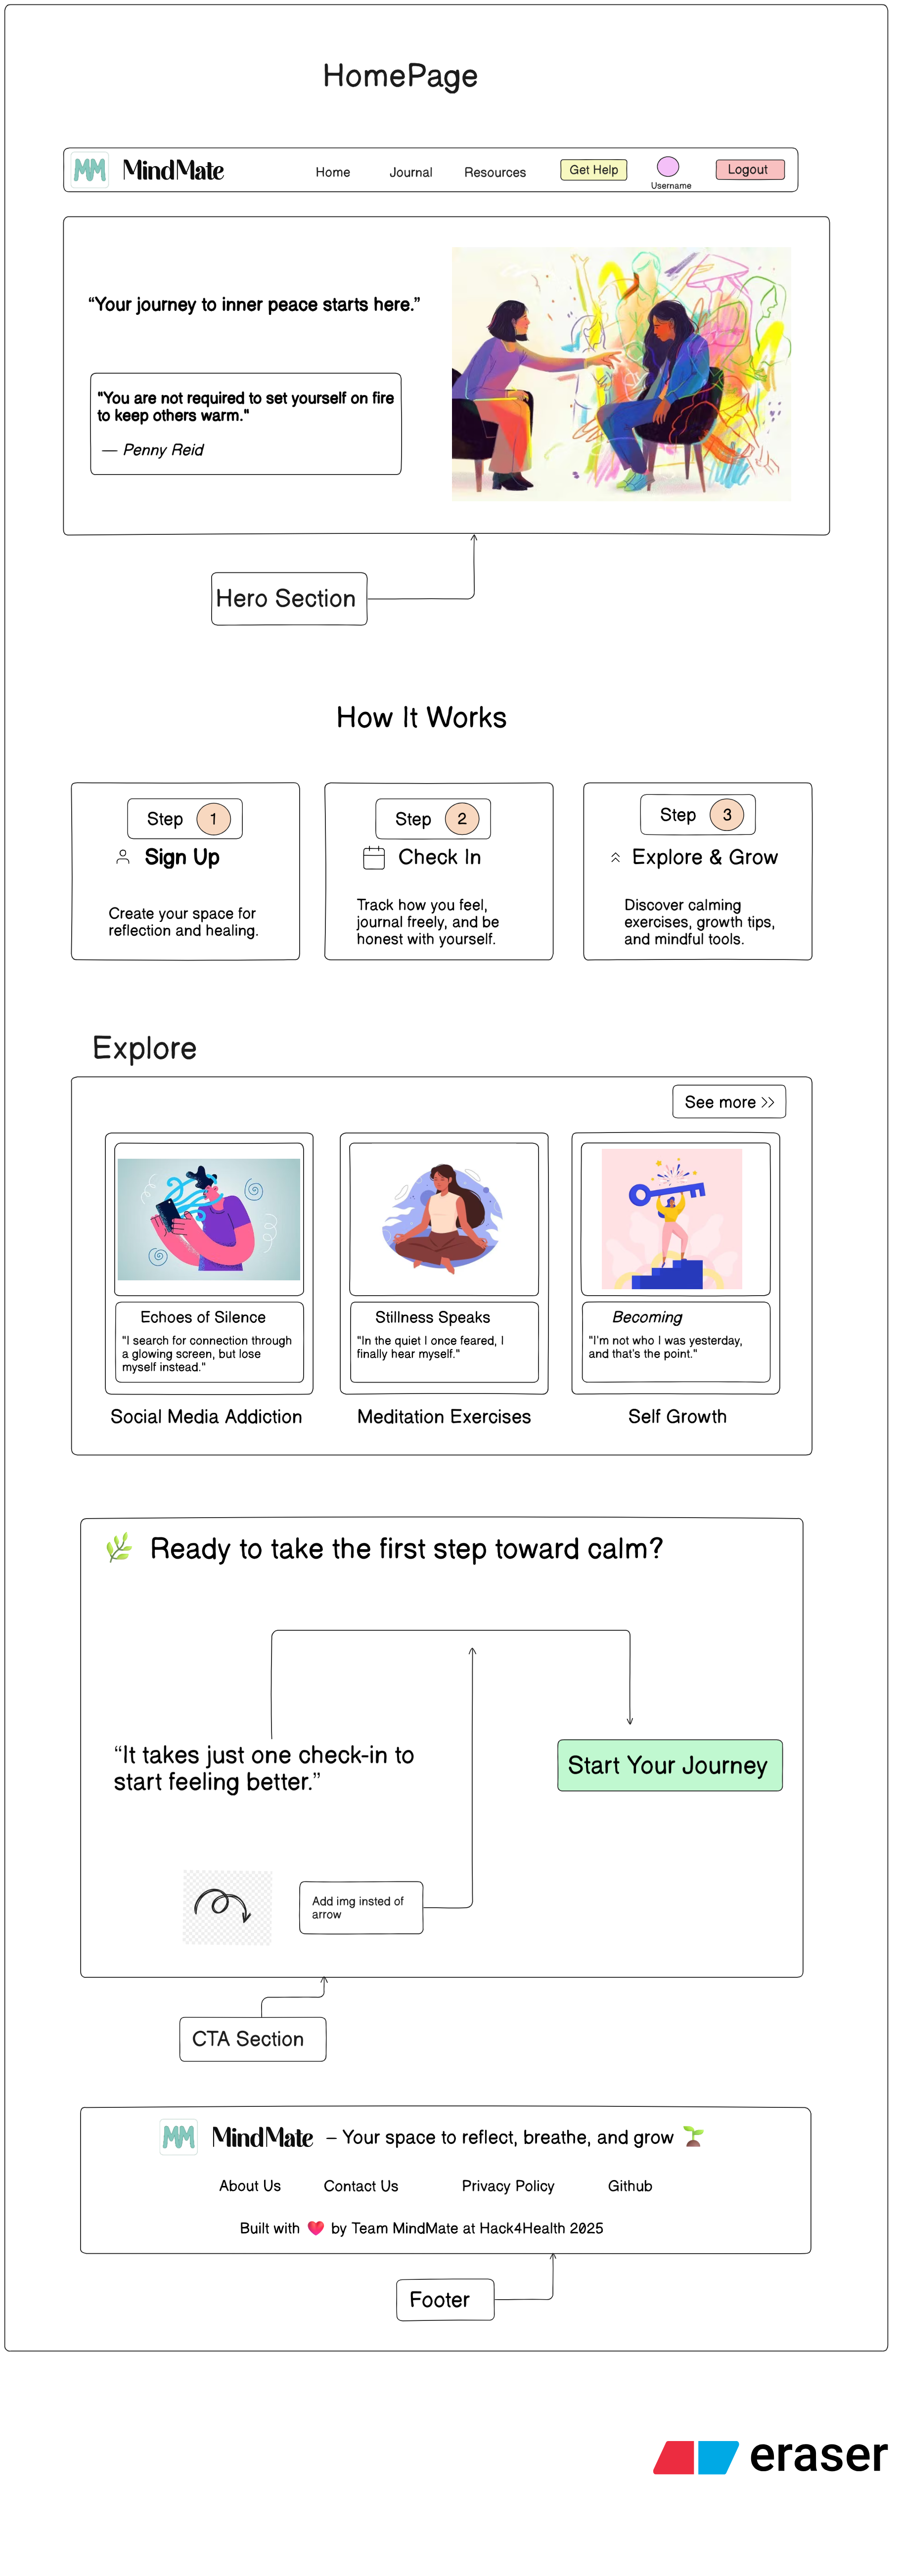 HomePage
MM MindMate Home Journal Resources Get Help Username Logout
“Your journey to inner peace starts here.”
"You are not required to set yourself on fire
to keep others warm."
— Penny Reid
Hero Section
How It Works
Step 1
Sign Up
Create your space for
reflection and healing.
Step 2
Check In
Track how you feel,
journal freely, and be
honest with yourself.
Step 3
Explore & Grow
Discover calming
exercises, growth tips,
and mindful tools.
Explore
See more >>
Echoes of Silence
"I search for connection through
a glowing screen, but lose
myself instead."
Social Media Addiction
Stillness Speaks
"In the quiet I once feared, I
finally hear myself."
Meditation Exercises
Becoming
"I'm not who I was yesterday,
and that's the point."
Self Growth
🌿 Ready to take the first step toward calm?
“It takes just one check-in to
start feeling better.”
Start Your Journey
Add img insted of
arrow
CTA Section
MM MindMate – Your space to reflect, breathe, and grow 🌱
About Us Contact Us Privacy Policy Github
Built with ❤️ by Team MindMate at Hack4Health 2025
Footer
eraser